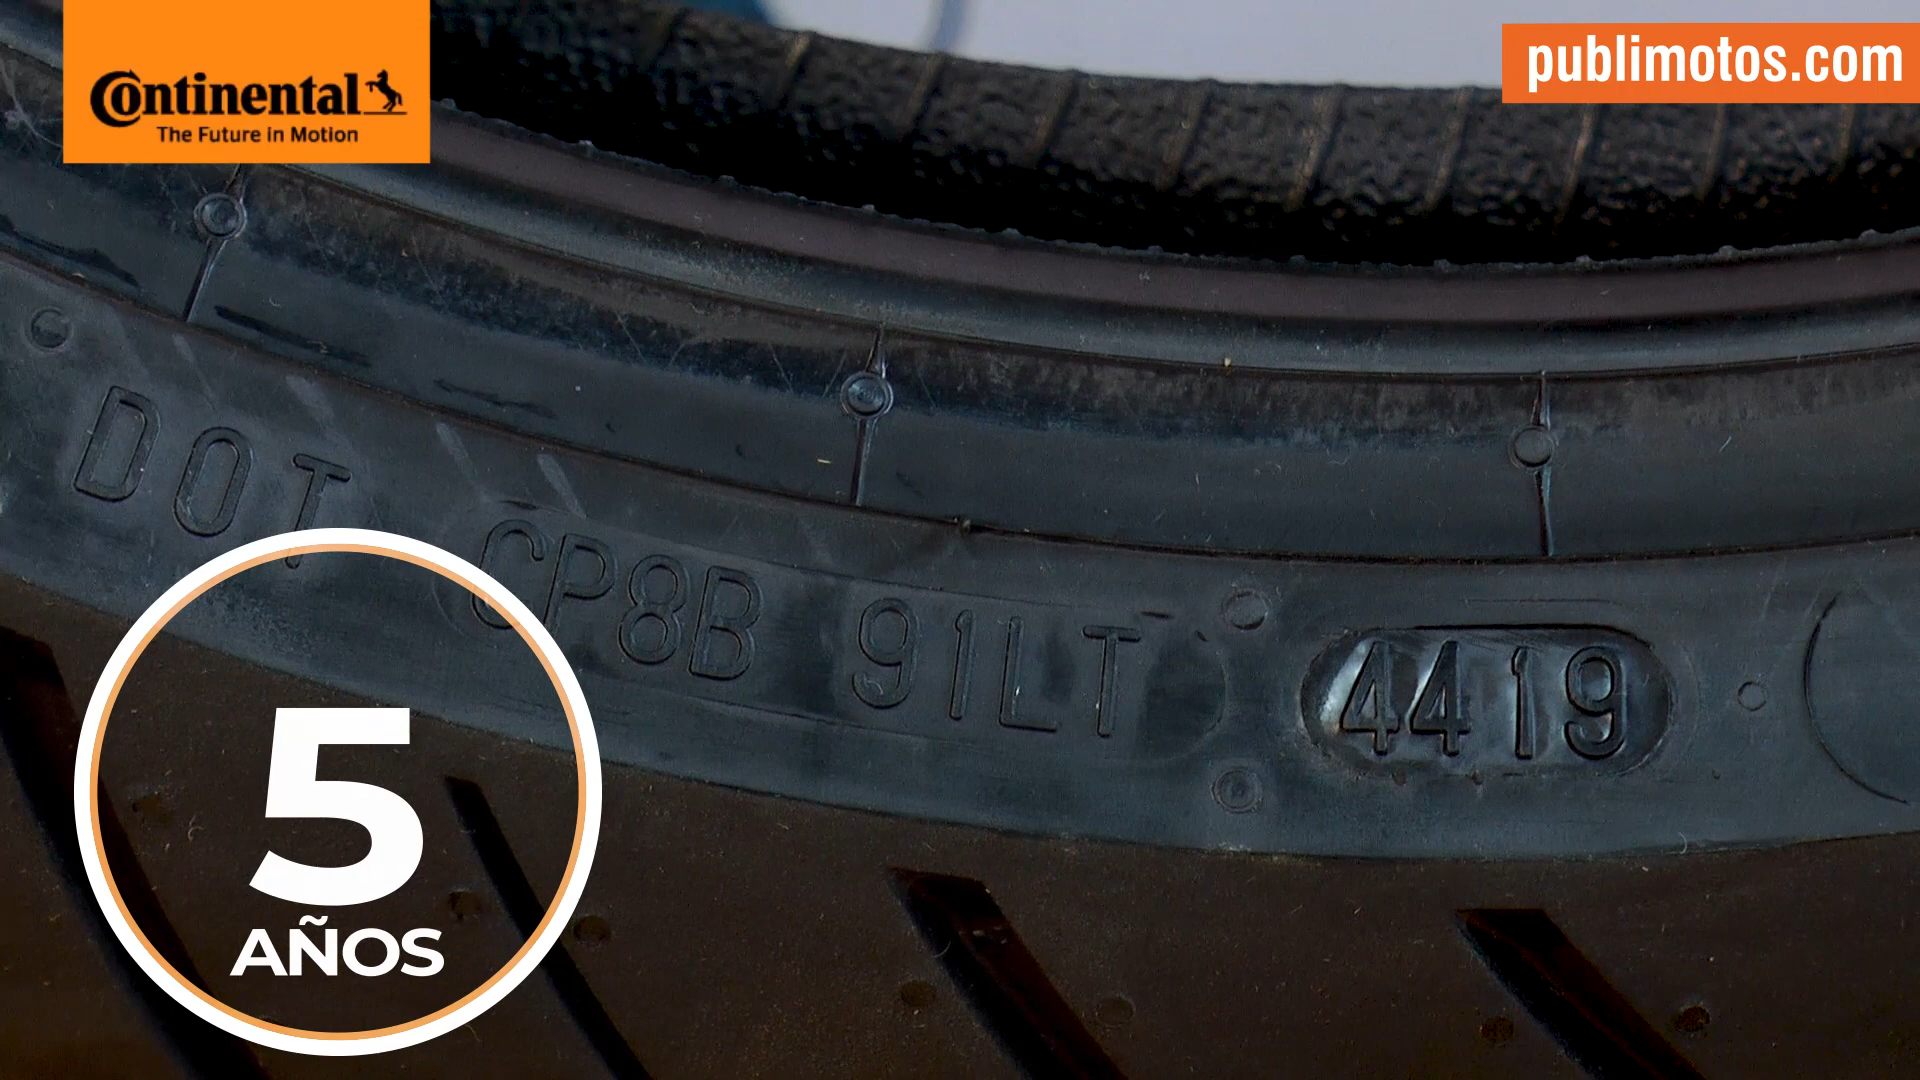 Continental
The Future in Motion
publimotos.com
DOT CP8B 91LT 4419
5
AÑOS